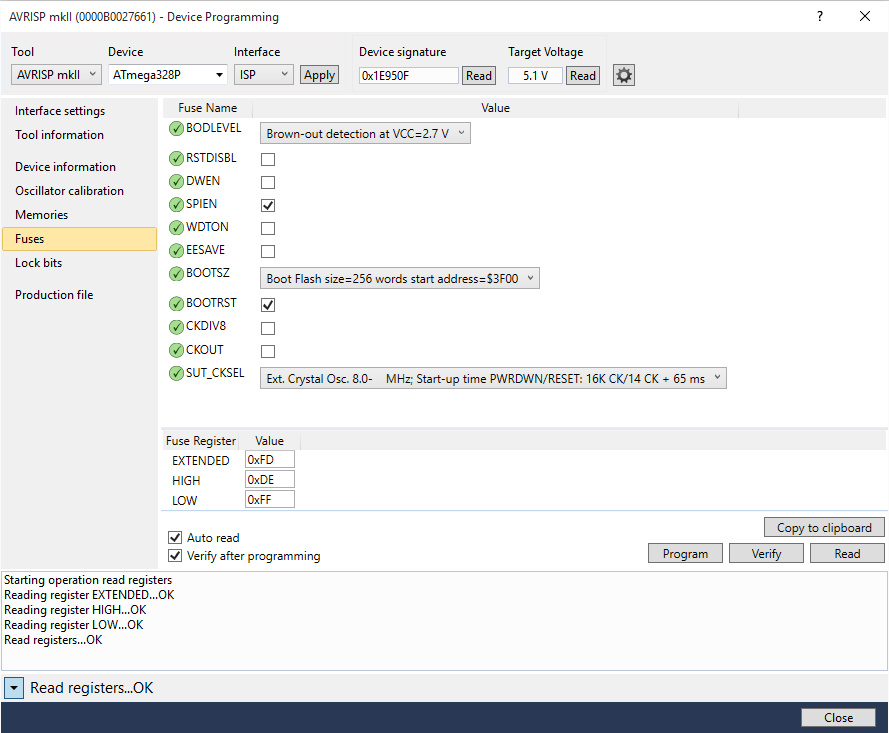 AVRISP mkII (0000B0027661) - Device Programming
?
Tool Device Interface Device signature Target Voltage
AVRISP mkII ATmega328P ISP Apply 0x1E950F Read 5.1 V Read
Interface settings
Tool information
Device information
Oscillator calibration
Memories
Fuses
Lock bits
Production file
Fuse Name Value
BODLEVEL Brown-out detection at VCC=2.7 V
RSTDISBL
DWEN
SPIEN
WDTON
EESAVE
BOOTSZ Boot Flash size=256 words start address=$3F00
BOOTRST
CKDIV8
CKOUT
SUT_CKSEL Ext. Crystal Osc. 8.0- MHz; Start-up time PWRDWN/RESET: 16K CK/14 CK + 65 ms
Fuse Register Value
EXTENDED 0xFD
HIGH 0xDE
LOW 0xFF
Auto read
Verify after programming
Copy to clipboard
Program Verify Read
Starting operation read registers
Reading register EXTENDED...OK
Reading register HIGH...OK
Reading register LOW...OK
Read registers...OK
Read registers...OK
Close